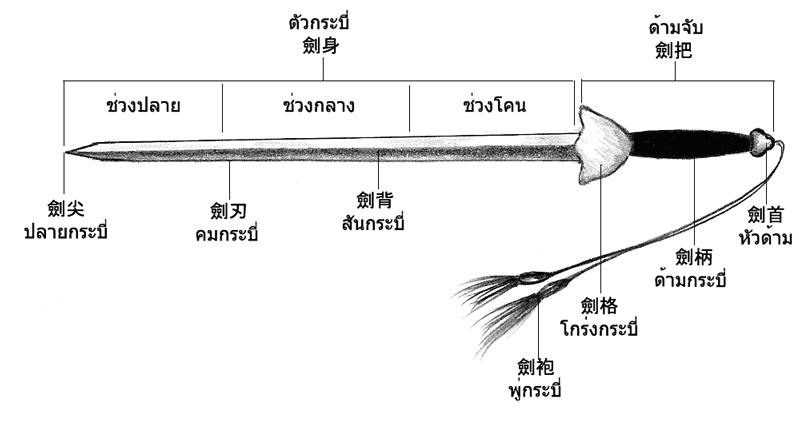 ตัวกระบี่
劍身
ด้ามจับ
劍把
ช่วงปลาย
ช่วงกลาง
ช่วงโคน
劍尖
ปลายกระบี่
劍刃
คมกระบี่
劍背
สันกระบี่
劍首
หัวด้าม
劍柄
ด้ามกระบี่
劍格
โกร่งกระบี่
劍袍
พู่กระบี่